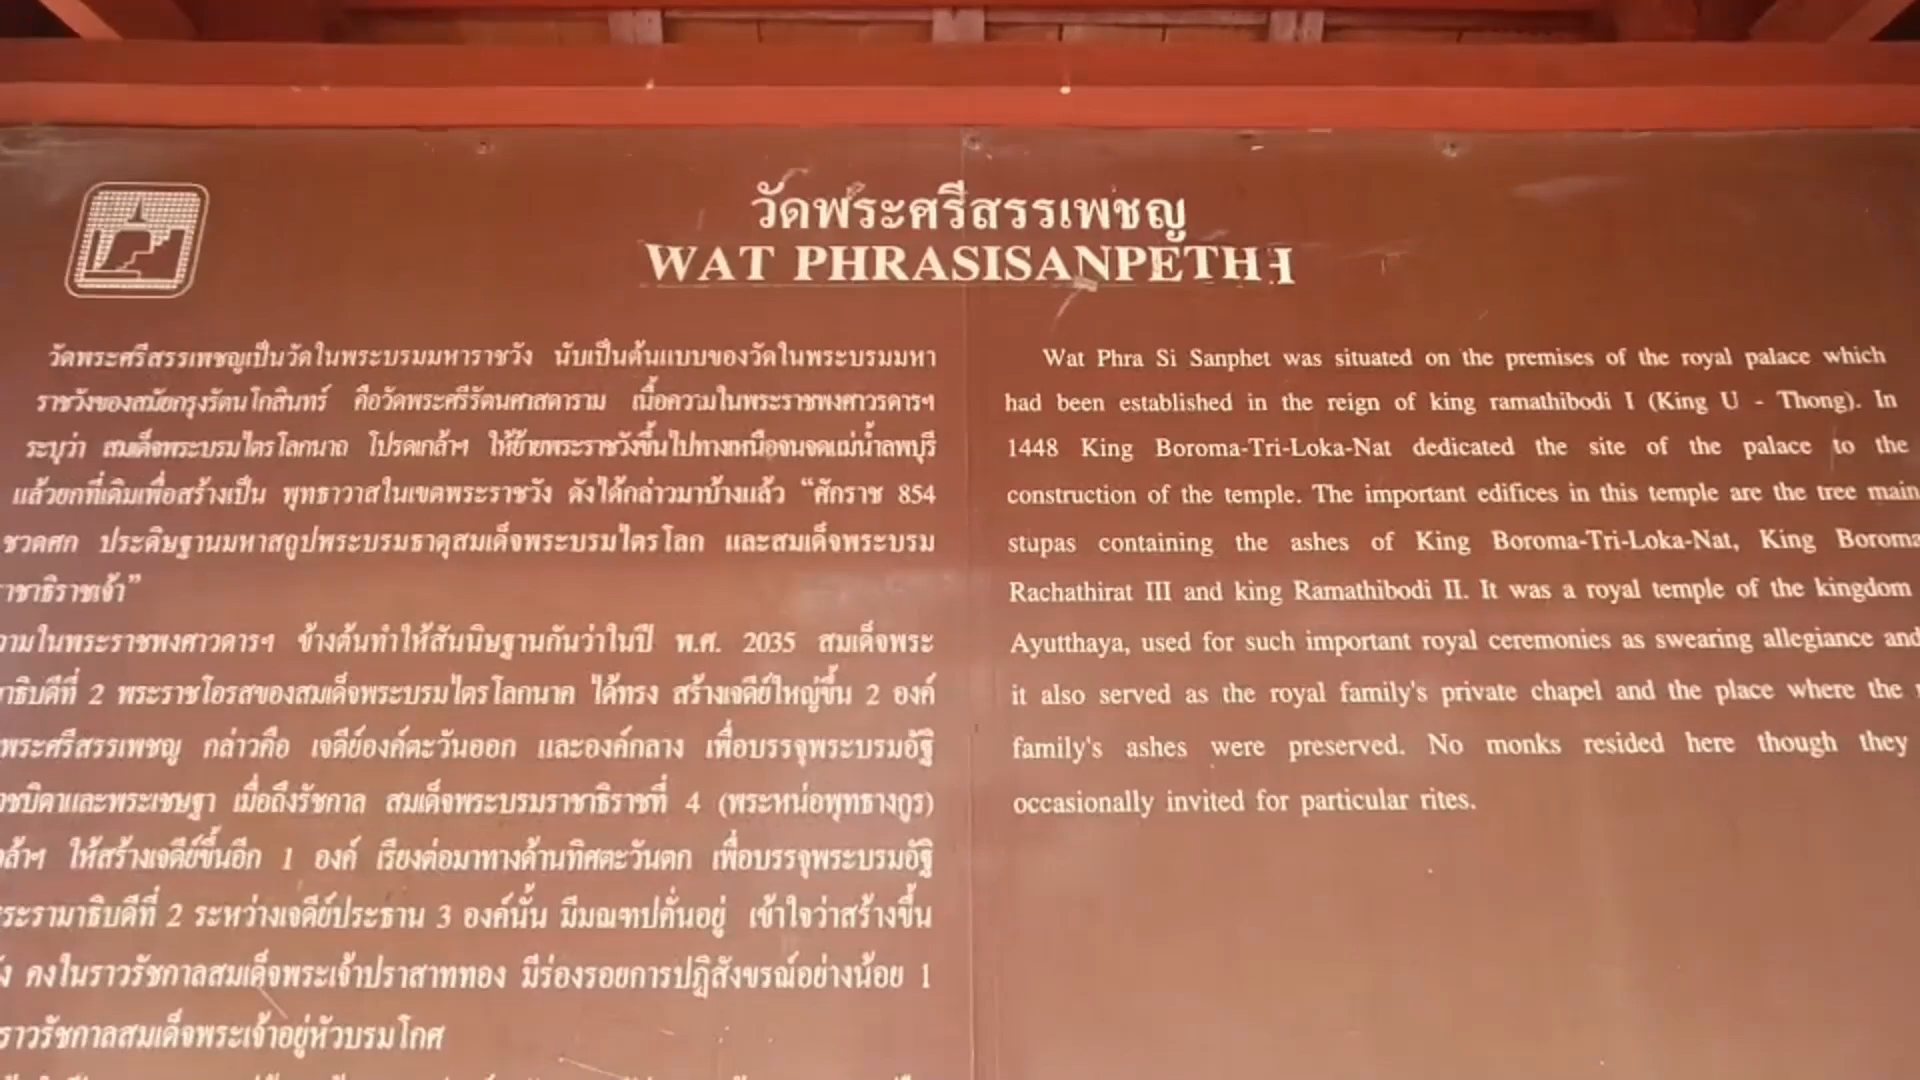 วัดพระศรีสรรเพชญ
WAT PHRASISANPETH
วัดพระศรีสรรเพชญเป็นวัดในพระบรมมหาราชวัง นับเป็นต้นแบบของวัดในพระบรมมหา
ราชวังของสมัยกรุงรัตนโกสินทร์ คือวัดพระศรีรัตนศาสดาราม เนื้อความในพระราชพงศาวรดารฯ
ระบุว่า สมเด็จพระบรมไตรโลกนาถ โปรดเกล้าฯ ให้ย้ายพระราชวังขึ้นไปทางเหนือจนจดแม่น้ำลพบุรี
แล้วยกที่เดิมเพื่อสร้างเป็น พุทธาวาสในเขตพระราชวัง ดังได้กล่าวมาบ้างแล้ว “ศักราช 854
ชวดศก ประดิษฐานมหาสถูปพระบรมธาตุสมเด็จพระบรมไตรโลก และสมเด็จพระบรม
ราชาธิราชเจ้า”
ความในพระราชพงศาวดารฯ ข้างต้นทำให้สันนิษฐานกันว่าในปี พ.ศ. 2035 สมเด็จพระ
าธิบดีที่ 2 พระราชโอรสของสมเด็จพระบรมไตรโลกนาค ได้ทรง สร้างเจดีย์ใหญ่ขึ้น 2 องค์
พระศรีสรรเพชญ กล่าวคือ เจดีย์องค์ตะวันออก และองค์กลาง เพื่อบรรจุพระบรมอัฐิ
าชบิดาและพระเชษฐา เมื่อถึงรัชกาล สมเด็จพระบรมราชาธิราชที่ 4 (พระหน่อพุทธางกูร)
ล้าฯ ให้สร้างเจดีย์ขึ้นอีก 1 องค์ เรียงต่อมาทางด้านทิศตะวันตก เพื่อบรรจุพระบรมอัฐิ
ระรามาธิบดีที่ 2 ระหว่างเจดีย์ประธาน 3 องค์นั้น มีมณฑปคั่นอยู่ เข้าใจว่าสร้างขึ้น
คงในราวรัชกาลสมเด็จพระเจ้าปราสาททอง มีร่องรอยการปฏิสังขรณ์อย่างน้อย 1
ราวรัชกาลสมเด็จพระเจ้าอยู่หัวบรมโกศ
Wat Phra Si Sanphet was situated on the premises of the royal palace which
had been established in the reign of king ramathibodi I (King U - Thong). In
1448 King Boroma-Tri-Loka-Nat dedicated the site of the palace to the
construction of the temple. The important edifices in this temple are the tree main
stupas containing the ashes of King Boroma-Tri-Loka-Nat, King Boroma
Rachathirat III and king Ramathibodi II. It was a royal temple of the kingdom
Ayutthaya, used for such important royal ceremonies as swearing allegiance and
it also served as the royal family's private chapel and the place where the
family's ashes were preserved. No monks resided here though they
occasionally invited for particular rites.